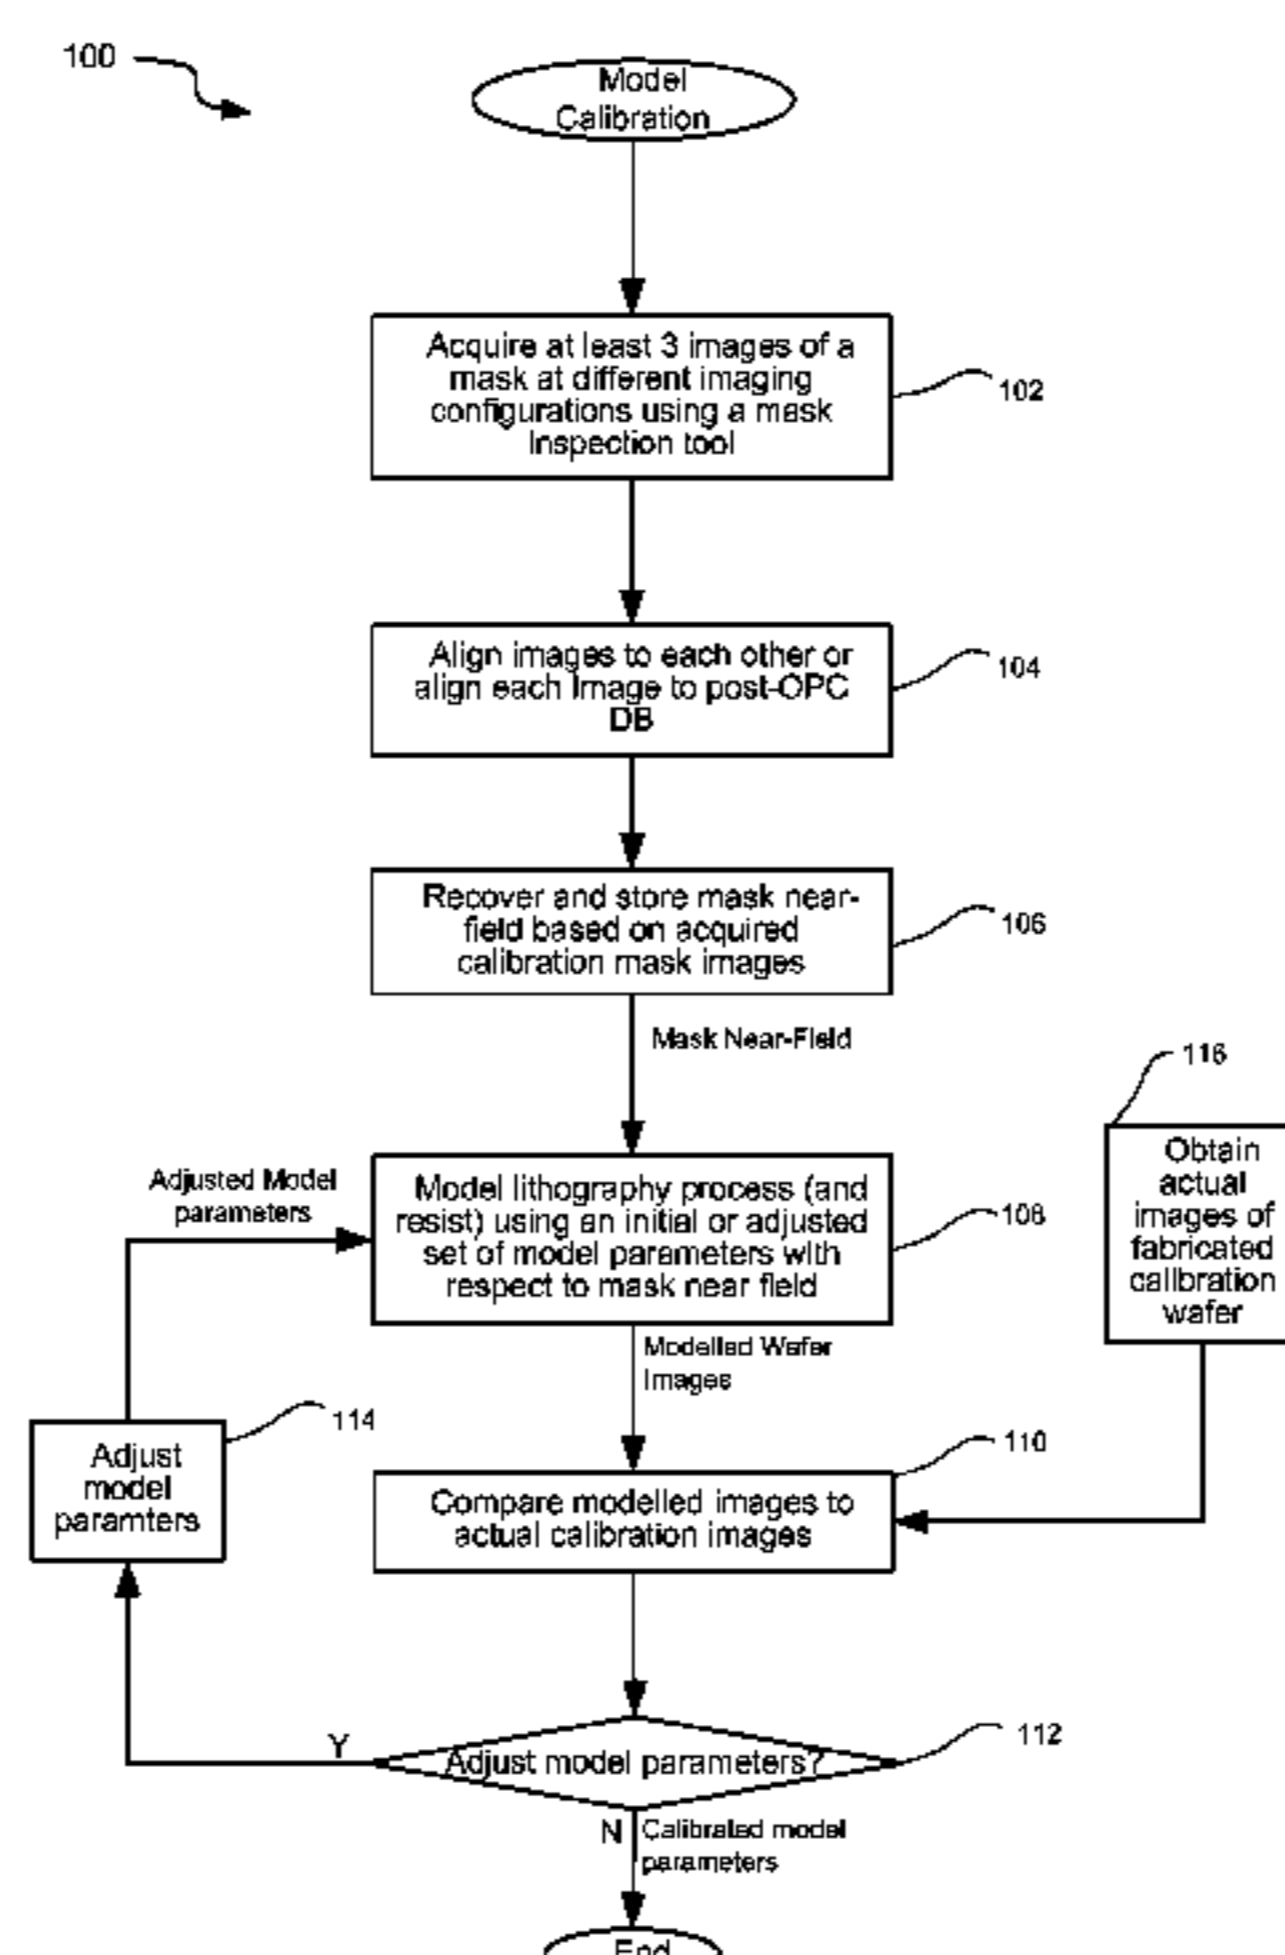 100
Model
Calibration
Acquire at least 3 images of a
mask at different imaging
configurations using a mask
Inspection tool
102
Align images to each other or
align each Image to post-OPC
DB
104
Recover and store mask near-
field based on acquired
calibration mask images
106
Mask Near-Field
116
Obtain
actual
images of
fabricated
calibration
wafer
Adjusted Model
parameters
Model lithography process (and
resist) using an initial or adjusted
set of model parameters with
respect to mask near field
108
Modelled Wafer
Images
114
Adjust
model
paramters
110
Compare modelled images to
actual calibration images
Y
Adjust model parameters?
112
N
Calibrated model
parameters
End